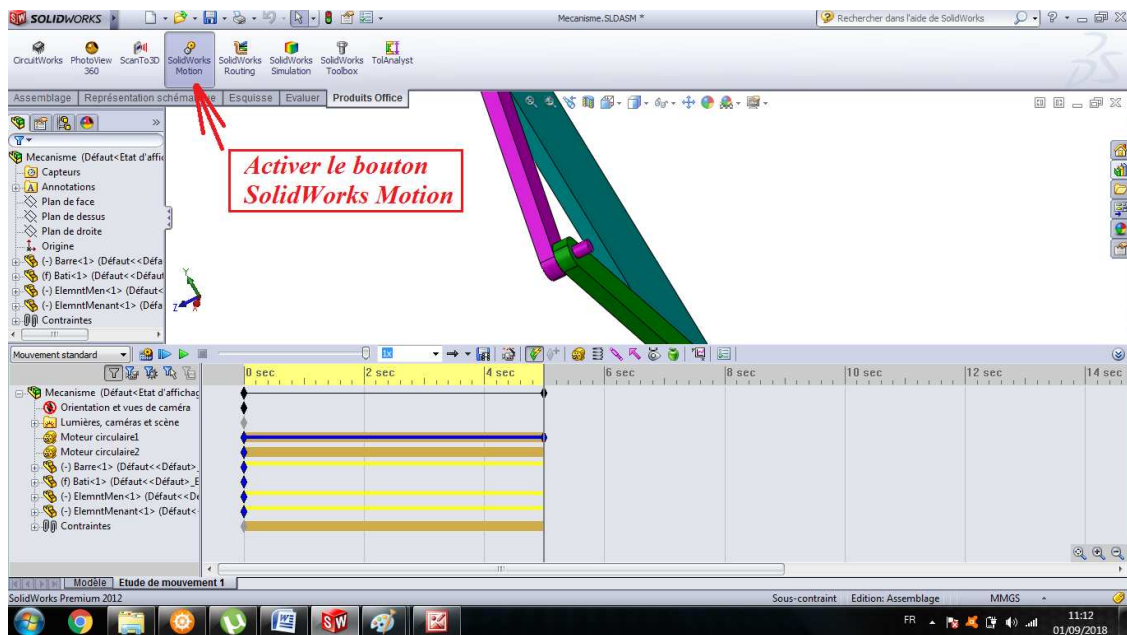 SOLIDWORKS
Mecanisme.SLDASM *
Rechercher dans l'aide de SolidWorks
CircuitWorks
PhotoView 360
ScanTo3D
SolidWorks Motion
SolidWorks Routing
SolidWorks Simulation
SolidWorks Toolbox
TolAnalyst
Assemblage
Esquisse
Evaluer
Produits Office
Activer le bouton
SolidWorks Motion
Mecanisme (Défaut<Etat d'affic
Capteurs
Annotations
Plan de face
Plan de dessus
Plan de droite
Origine
(-) Barre<1> (Défaut<<Défa
(f) Bati<1> (Défaut<<Défaut
(-) ElemntMen<1> (Défaut<
(-) ElemntMenant<1> (Défa
Contraintes
Y
Z
Mouvement standard
1x
0 sec
2 sec
4 sec
6 sec
8 sec
10 sec
12 sec
14 sec
Mecanisme (Défaut<Etat d'affichag
Orientation et vues de caméra
Lumières, caméras et scène
Moteur circulaire1
Moteur circulaire2
(-) Barre<1> (Défaut<<Défaut>_
(f) Bati<1> (Défaut<<Défaut>_E
(-) ElemntMen<1> (Défaut<<De
(-) ElemntMenant<1> (Défaut<
Contraintes
Modèle
Etude de mouvement 1
SolidWorks Premium 2012
Sous-contraint
Edition: Assemblage
MMGS
FR
11:12
01/09/2018